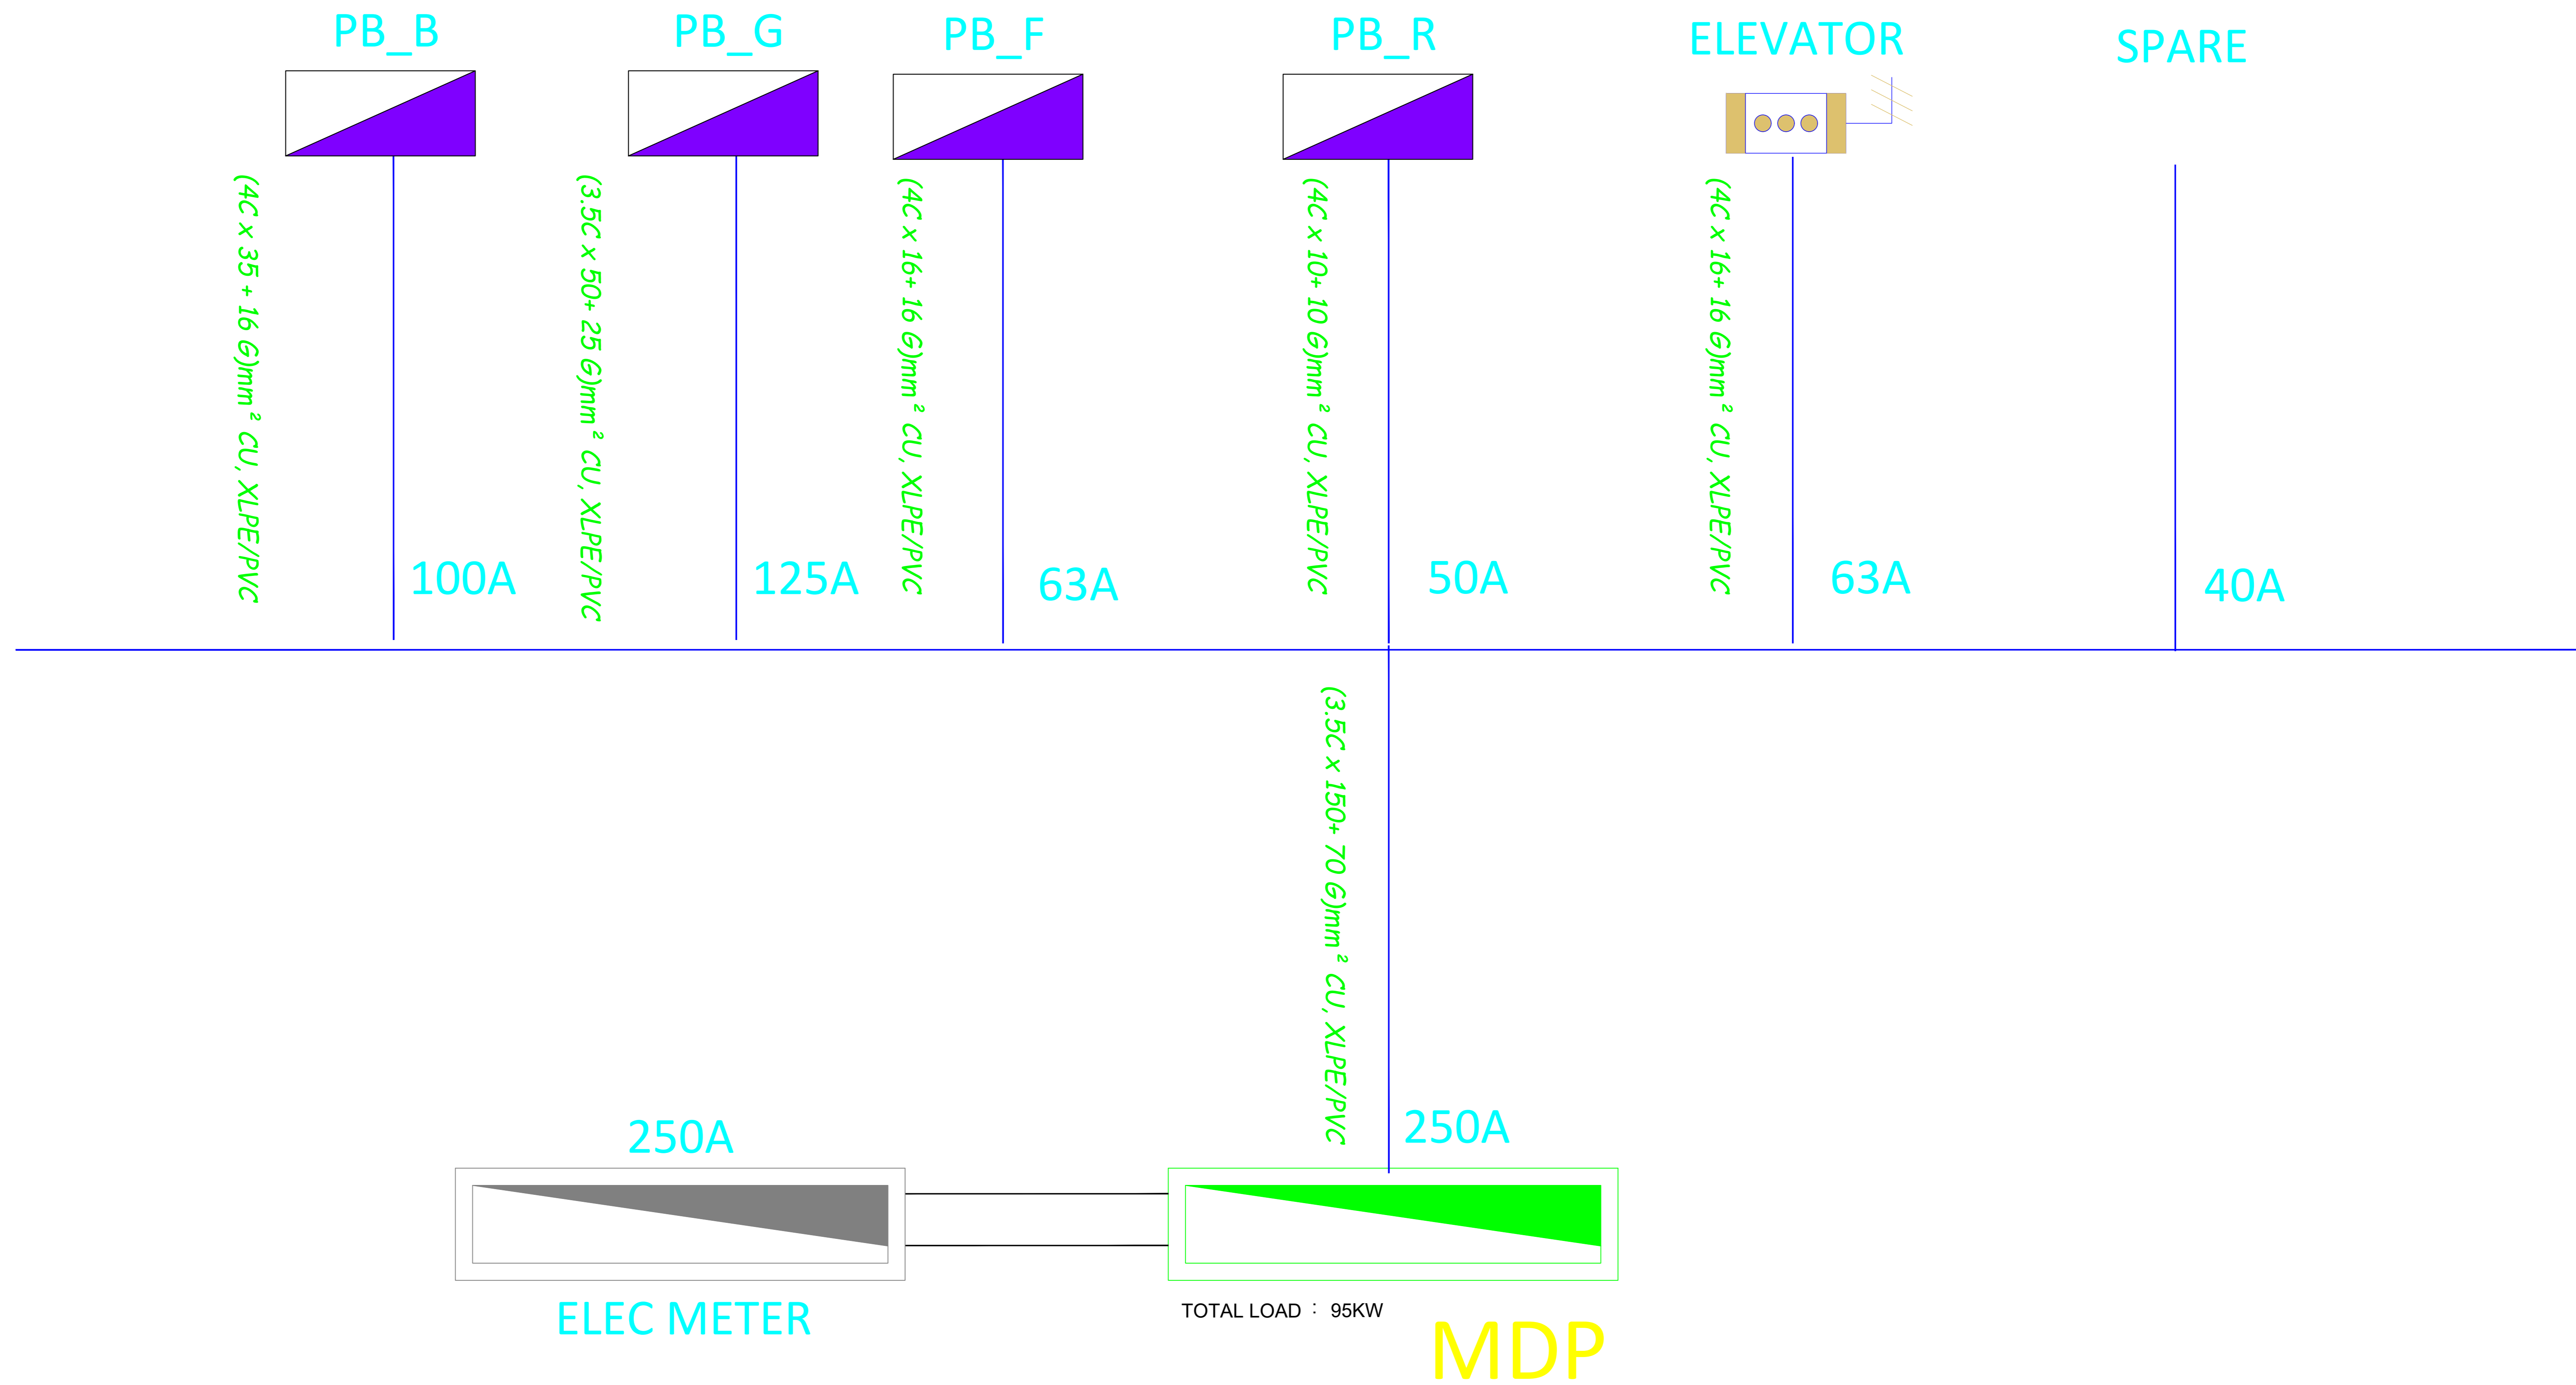 PB_B
PB_G
PB_F
PB_R
ELEVATOR
SPARE
(4C x 35 + 16 G)mm² CU, XLPE/PVC
(3.5C x 50+ 25 G)mm² CU, XLPE/PVC
(4C x 16+ 16 G)mm² CU, XLPE/PVC
(4C x 10+ 10 G)mm² CU, XLPE/PVC
(4C x 16+ 16 G)mm² CU, XLPE/PVC
100A
125A
63A
50A
63A
40A
(3.5C x 150+ 70 G)mm² CU, XLPE/PVC
250A
250A
ELEC METER
TOTAL LOAD : 95KW
MDP